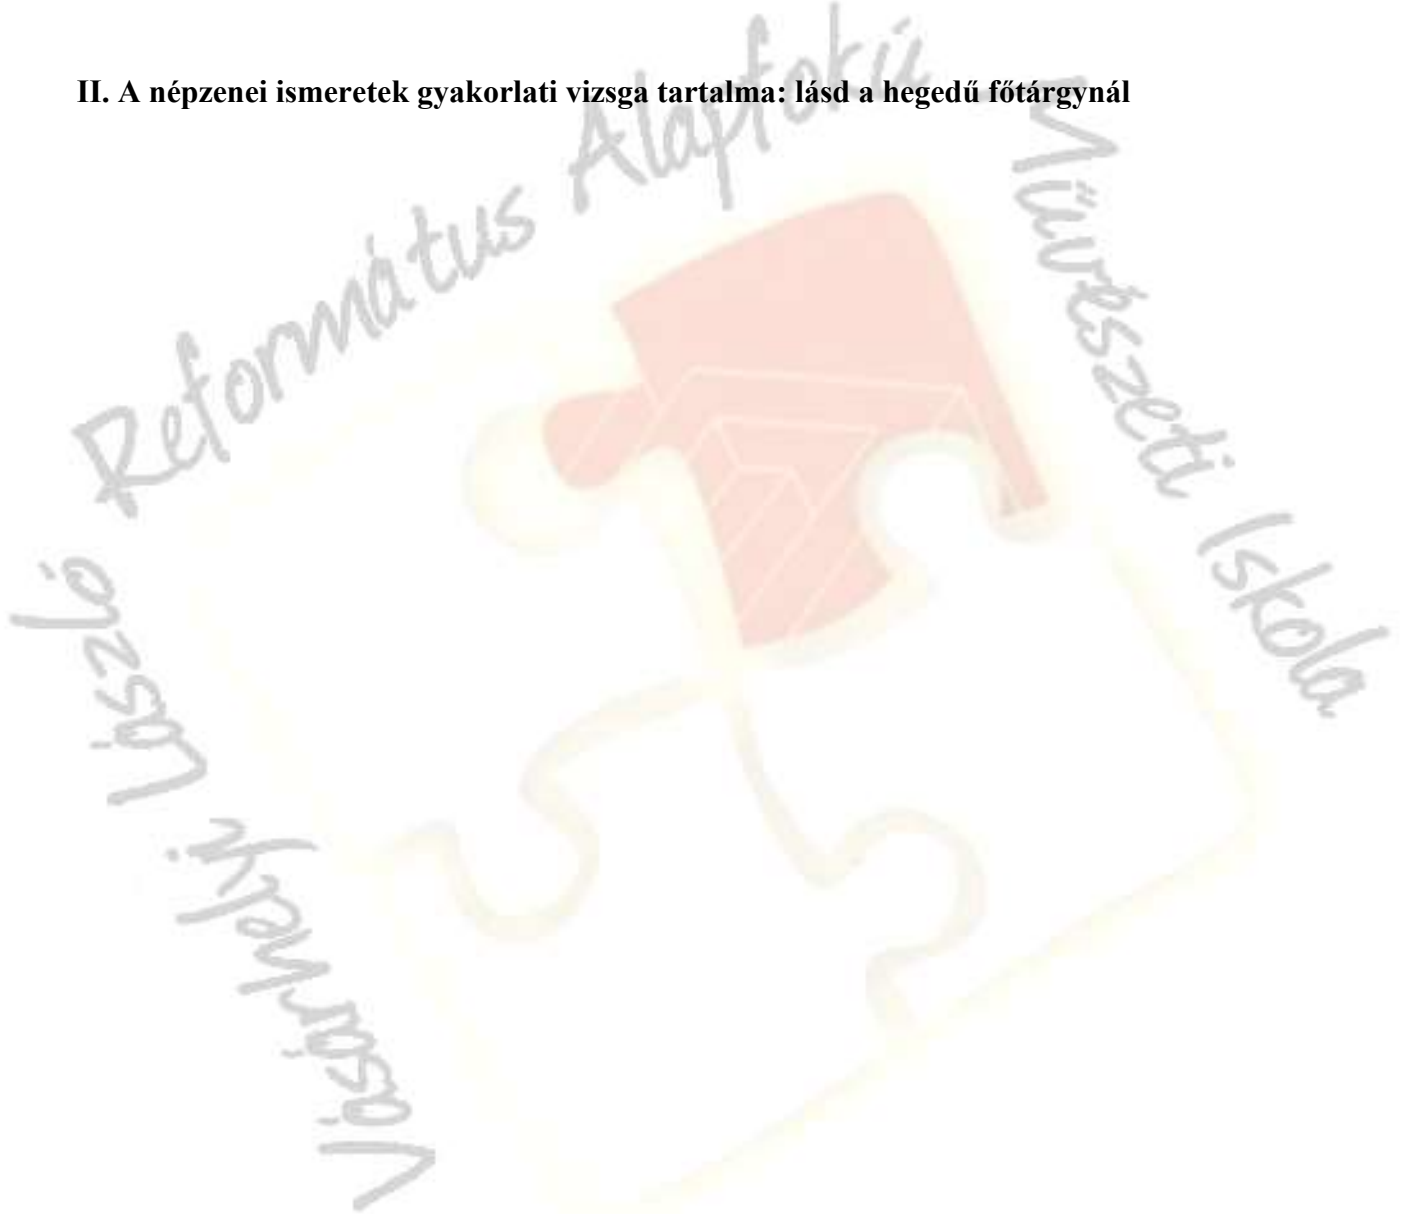 II. A népzenei ismeretek gyakorlati vizsga tartalma: lásd a hegedű főtárgynál
Vásárhelyi László Református Alapfokú Művészeti Iskola